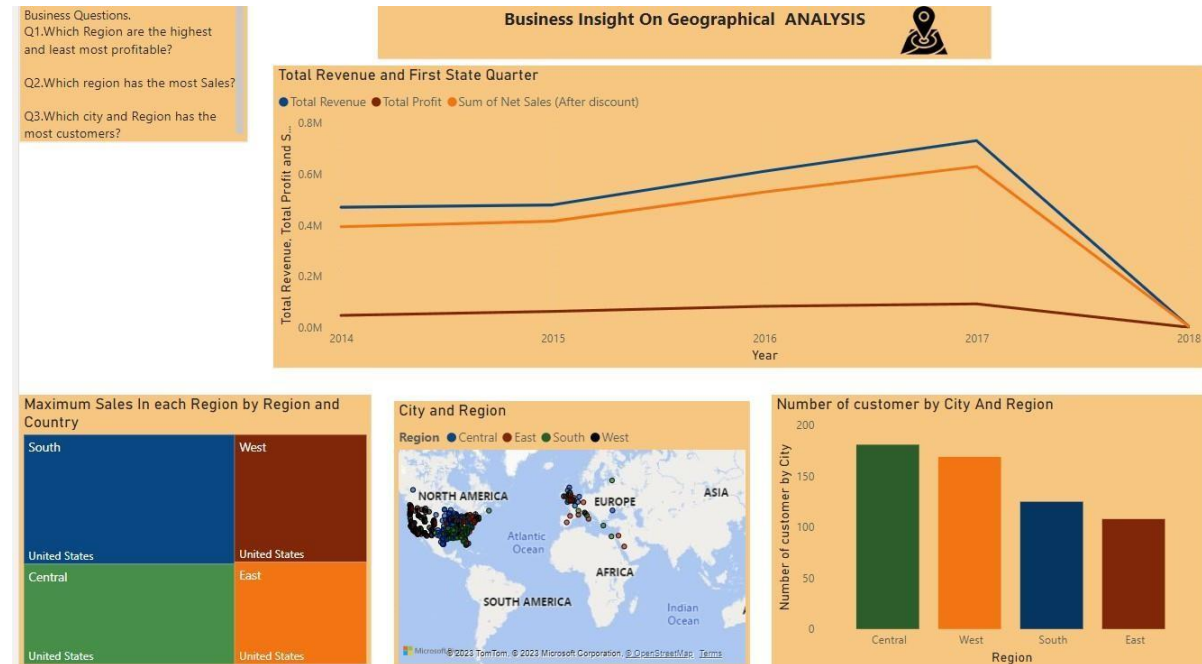 Business Questions.
Q1.Which Region are the highest
and least most profitable?
Q2.Which region has the most Sales?
Q3.Which city and Region has the
most customers?
Business Insight On Geographical ANALYSIS
Total Revenue and First State Quarter
Total Revenue Total Profit Sum of Net Sales (After discount)
Total Revenue, Total Profit and S...
0.8M
0.6M
0.4M
0.2M
0.0M
2014 2015 2016 2017 2018
Year
Maximum Sales In each Region by Region and
Country
South
United States
West
United States
Central
United States
East
United States
City and Region
Region Central East South West
NORTH AMERICA
EUROPE
ASIA
Atlantic
Ocean
AFRICA
SOUTH AMERICA
Indian
Ocean
© 2023 TomTom, © 2023 Microsoft Corporation, © OpenStreetMap Terms
Number of customer by City And Region
Number of customer by City
200
150
100
50
0
Central West South East
Region